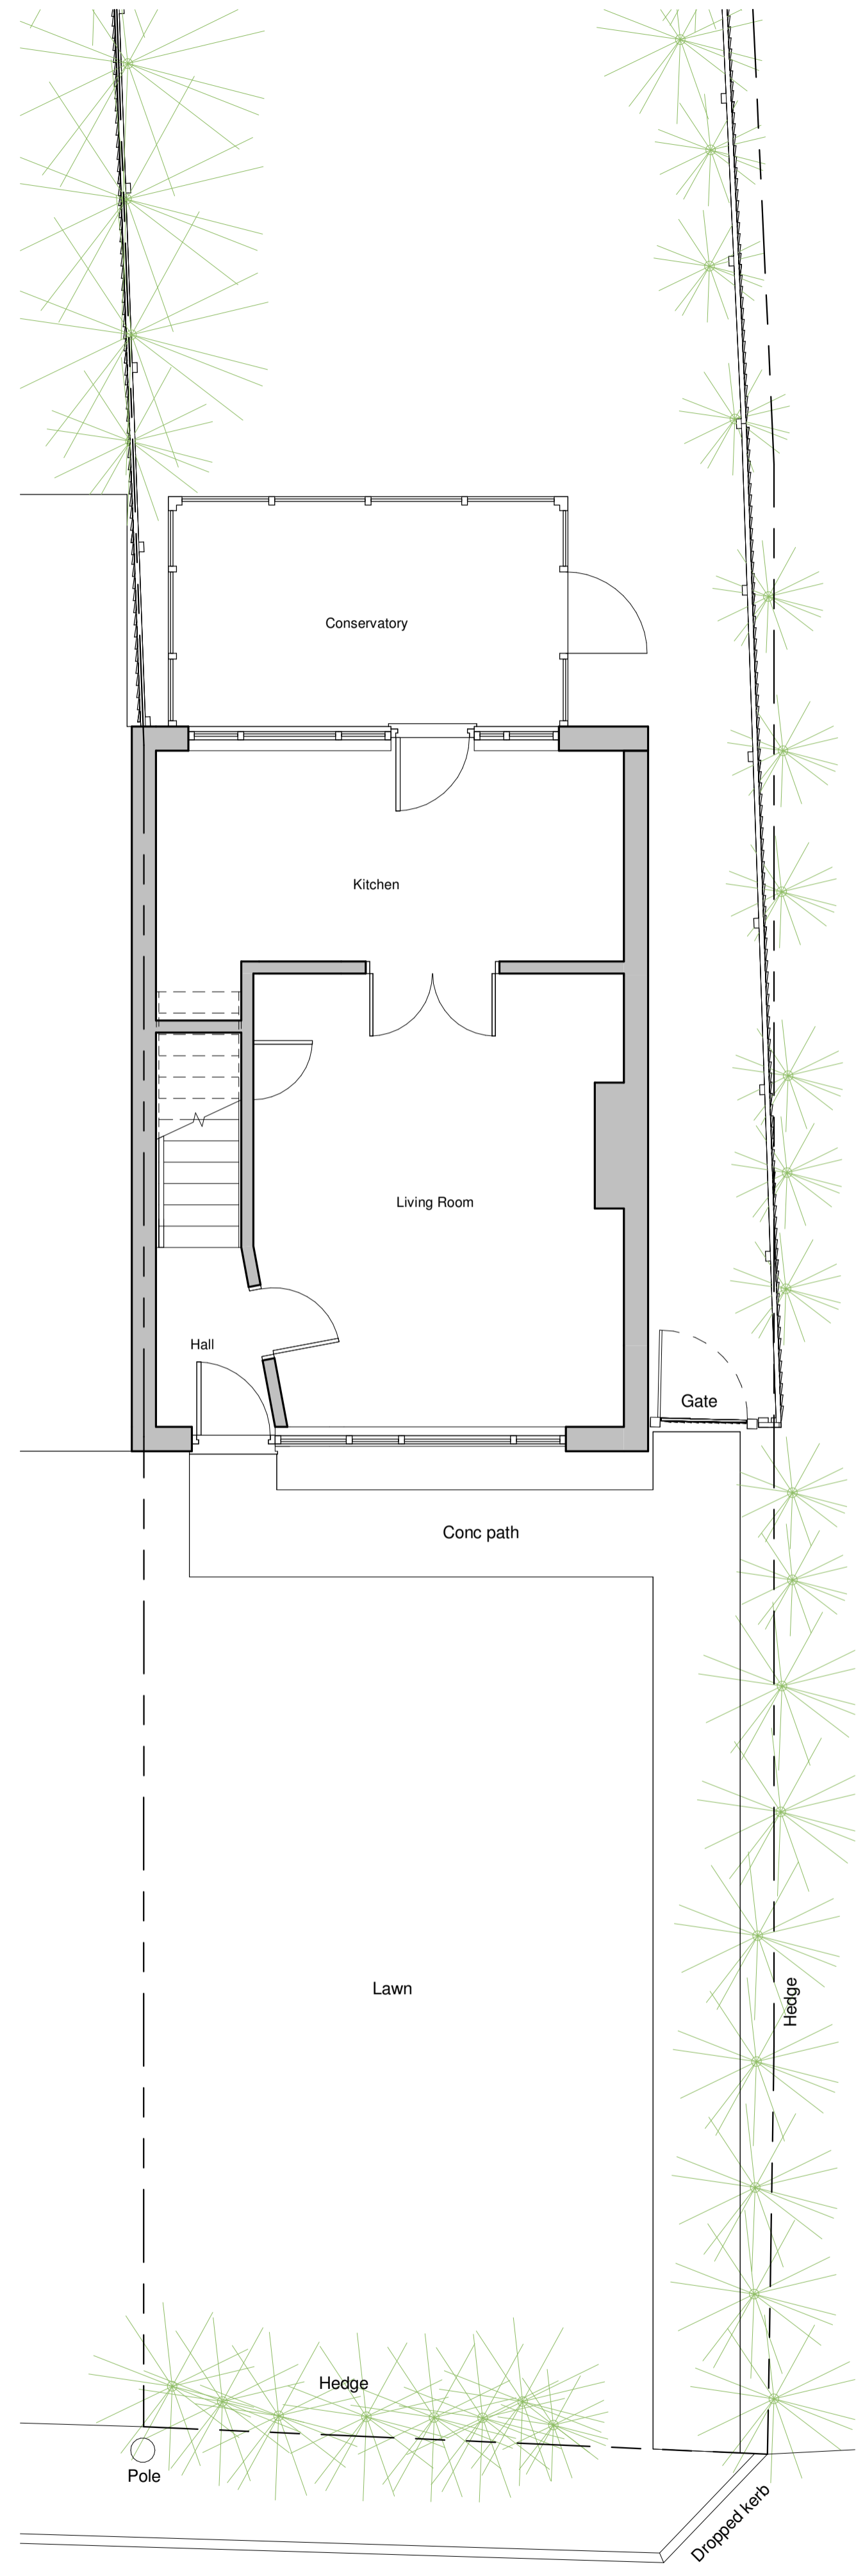 Conservatory
Kitchen
Living Room
Hall
Gate
Conc path
Lawn
Hedge
Hedge
Pole
Dropped kerb